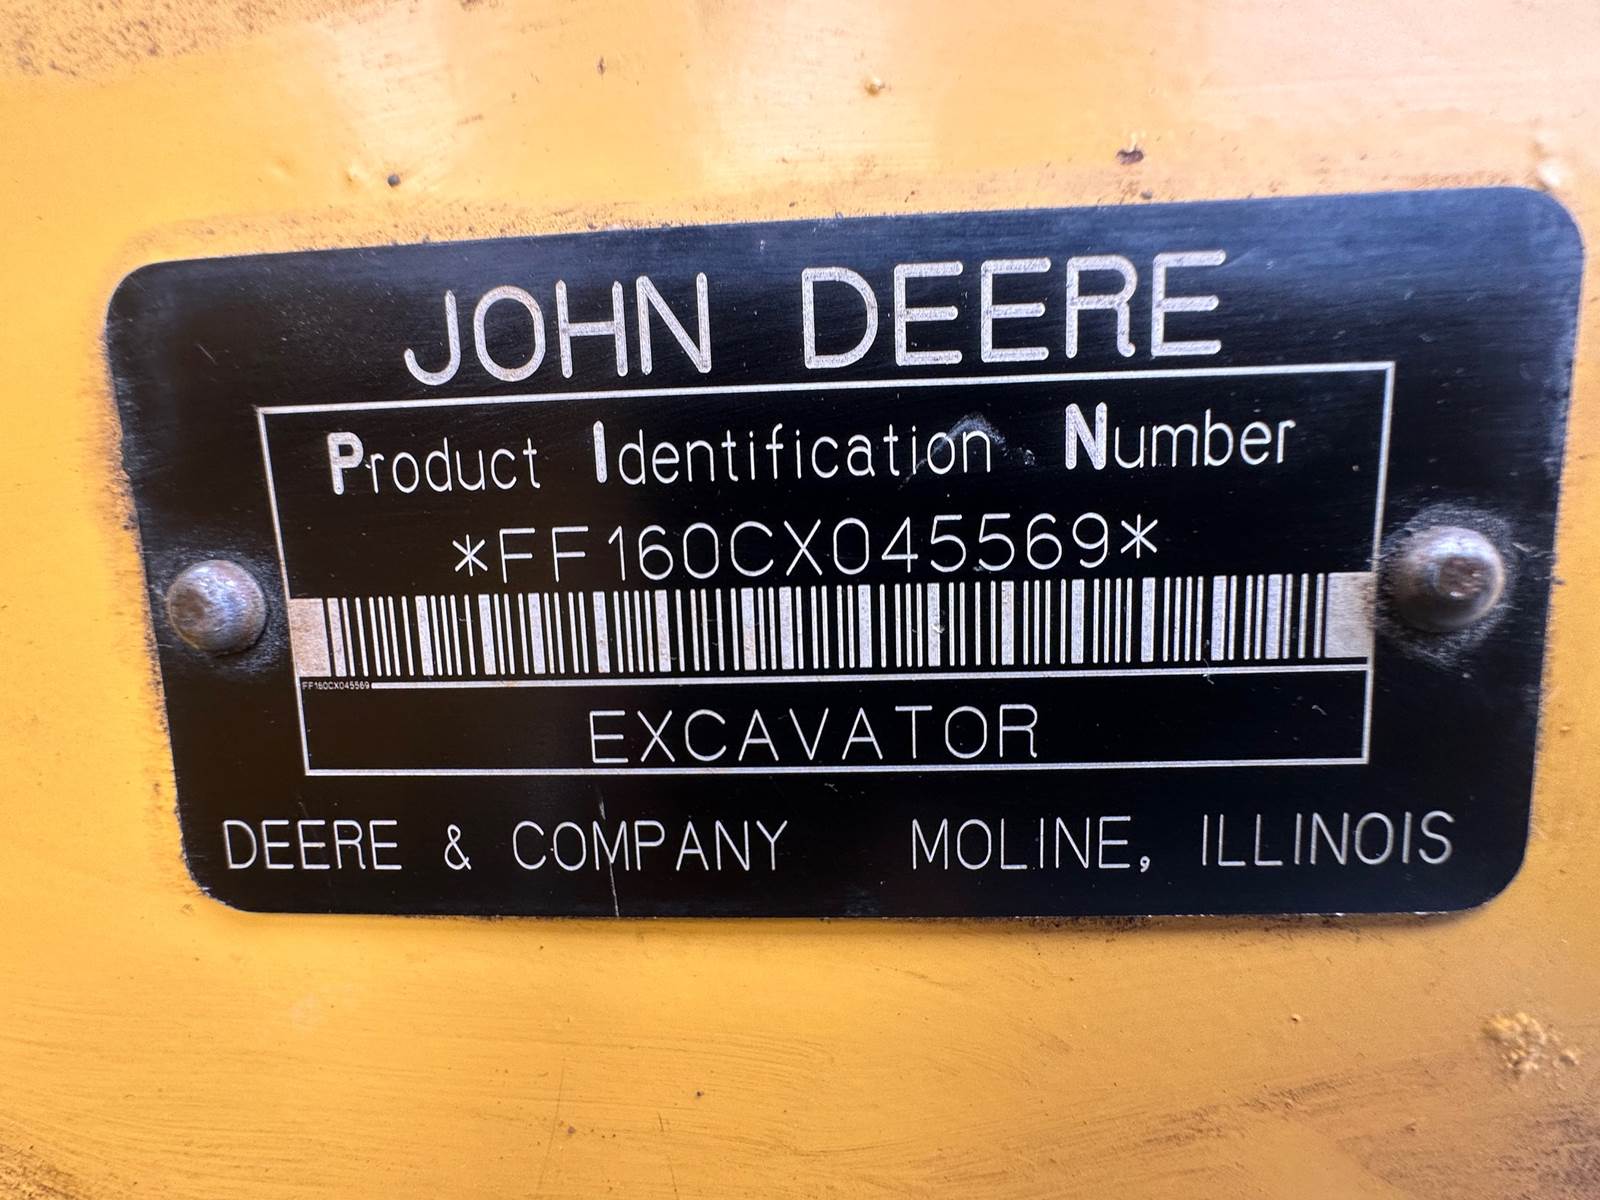 JOHN DEERE
Product Identification Number
*FF160CX045569*
FF160CX045569
EXCAVATOR
DEERE & COMPANY MOLINE, ILLINOIS